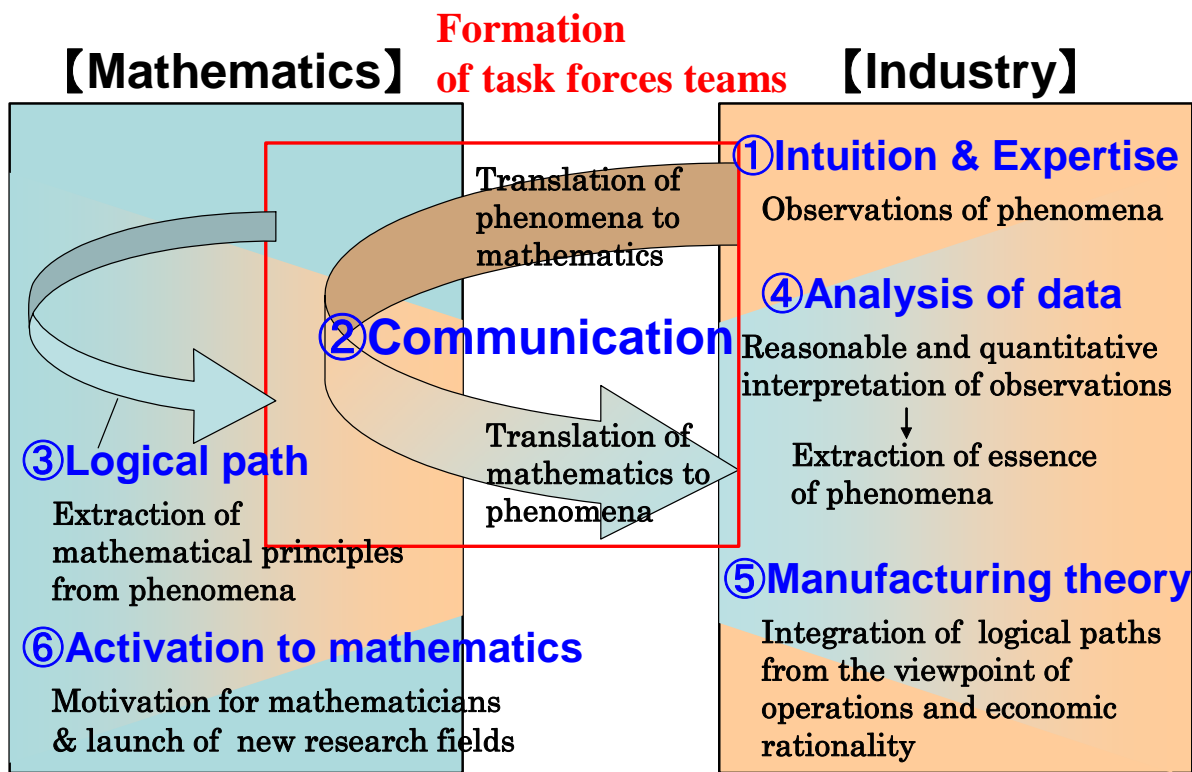 Formation
of task forces teams
【Mathematics】
【Industry】
①Intuition & Expertise
Observations of phenomena
Translation of
phenomena to
mathematics
②Communication
Translation of
mathematics to
phenomena
③Logical path
Extraction of
mathematical principles
from phenomena
④Analysis of data
Reasonable and quantitative
interpretation of observations
Extraction of essence
of phenomena
⑤Manufacturing theory
Integration of logical paths
from the viewpoint of
operations and economic
rationality
⑥Activation to mathematics
Motivation for mathematicians
& launch of new research fields